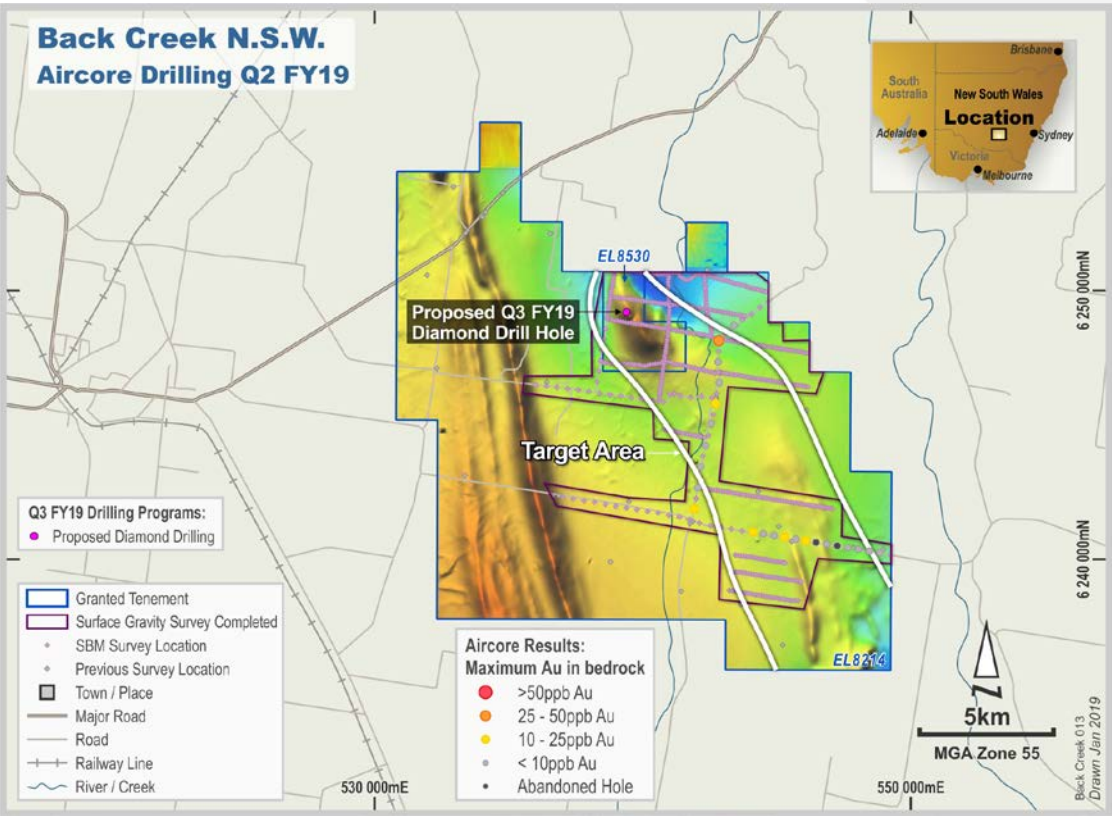 Back Creek N.S.W.
Aircore Drilling Q2 FY19
Brisbane
South
Australia
New South Wales
Location
Adelaide
Sydney
Victoria
Melbourne
EL8530
Proposed Q3 FY19
Diamond Drill Hole
6 250 000mN
Target Area
Q3 FY19 Drilling Programs:
Proposed Diamond Drilling
6 240 000mN
Granted Tenement
Surface Gravity Survey Completed
SBM Survey Location
Previous Survey Location
Town / Place
Major Road
Road
Railway Line
River / Creek
Aircore Results:
Maximum Au in bedrock
>50ppb Au
25 - 50ppb Au
10 - 25ppb Au
< 10ppb Au
Abandoned Hole
EL8214
N
5km
MGA Zone 55
530 000mE
550 000mE
Back Creek 013
Drawn Jan 2019